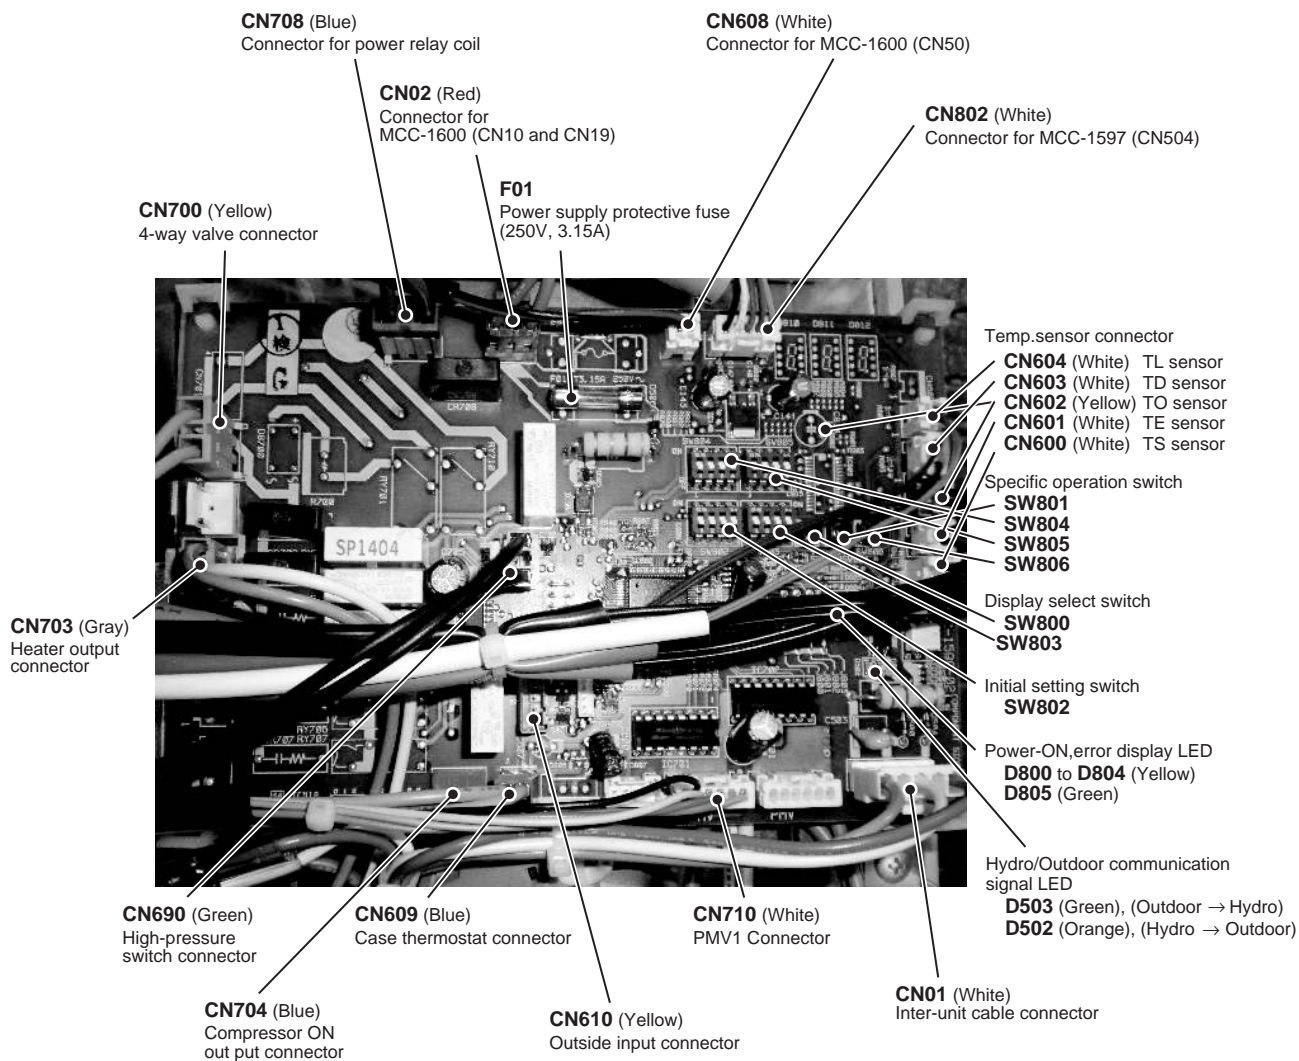 CN708 (Blue)
Connector for power relay coil
CN608 (White)
Connector for MCC-1600 (CN50)
CN02 (Red)
Connector for
MCC-1600 (CN10 and CN19)
CN802 (White)
Connector for MCC-1597 (CN504)
F01
Power supply protective fuse
(250V, 3.15A)
CN700 (Yellow)
4-way valve connector
Temp.sensor connector
CN604 (White) TL sensor
CN603 (White) TD sensor
CN602 (Yellow) TO sensor
CN601 (White) TE sensor
CN600 (White) TS sensor
Specific operation switch
SW801
SW804
SW805
SW806
Display select switch
SW800
SW803
Initial setting switch
SW802
Power-ON,error display LED
D800 to D804 (Yellow)
D805 (Green)
Hydro/Outdoor communication
signal LED
D503 (Green), (Outdoor → Hydro)
D502 (Orange), (Hydro → Outdoor)
CN703 (Gray)
Heater output
connector
SP1404
CN690 (Green)
High-pressure
switch connector
CN609 (Blue)
Case thermostat connector
CN710 (White)
PMV1 Connector
CN704 (Blue)
Compressor ON
out put connector
CN610 (Yellow)
Outside input connector
CN01 (White)
Inter-unit cable connector